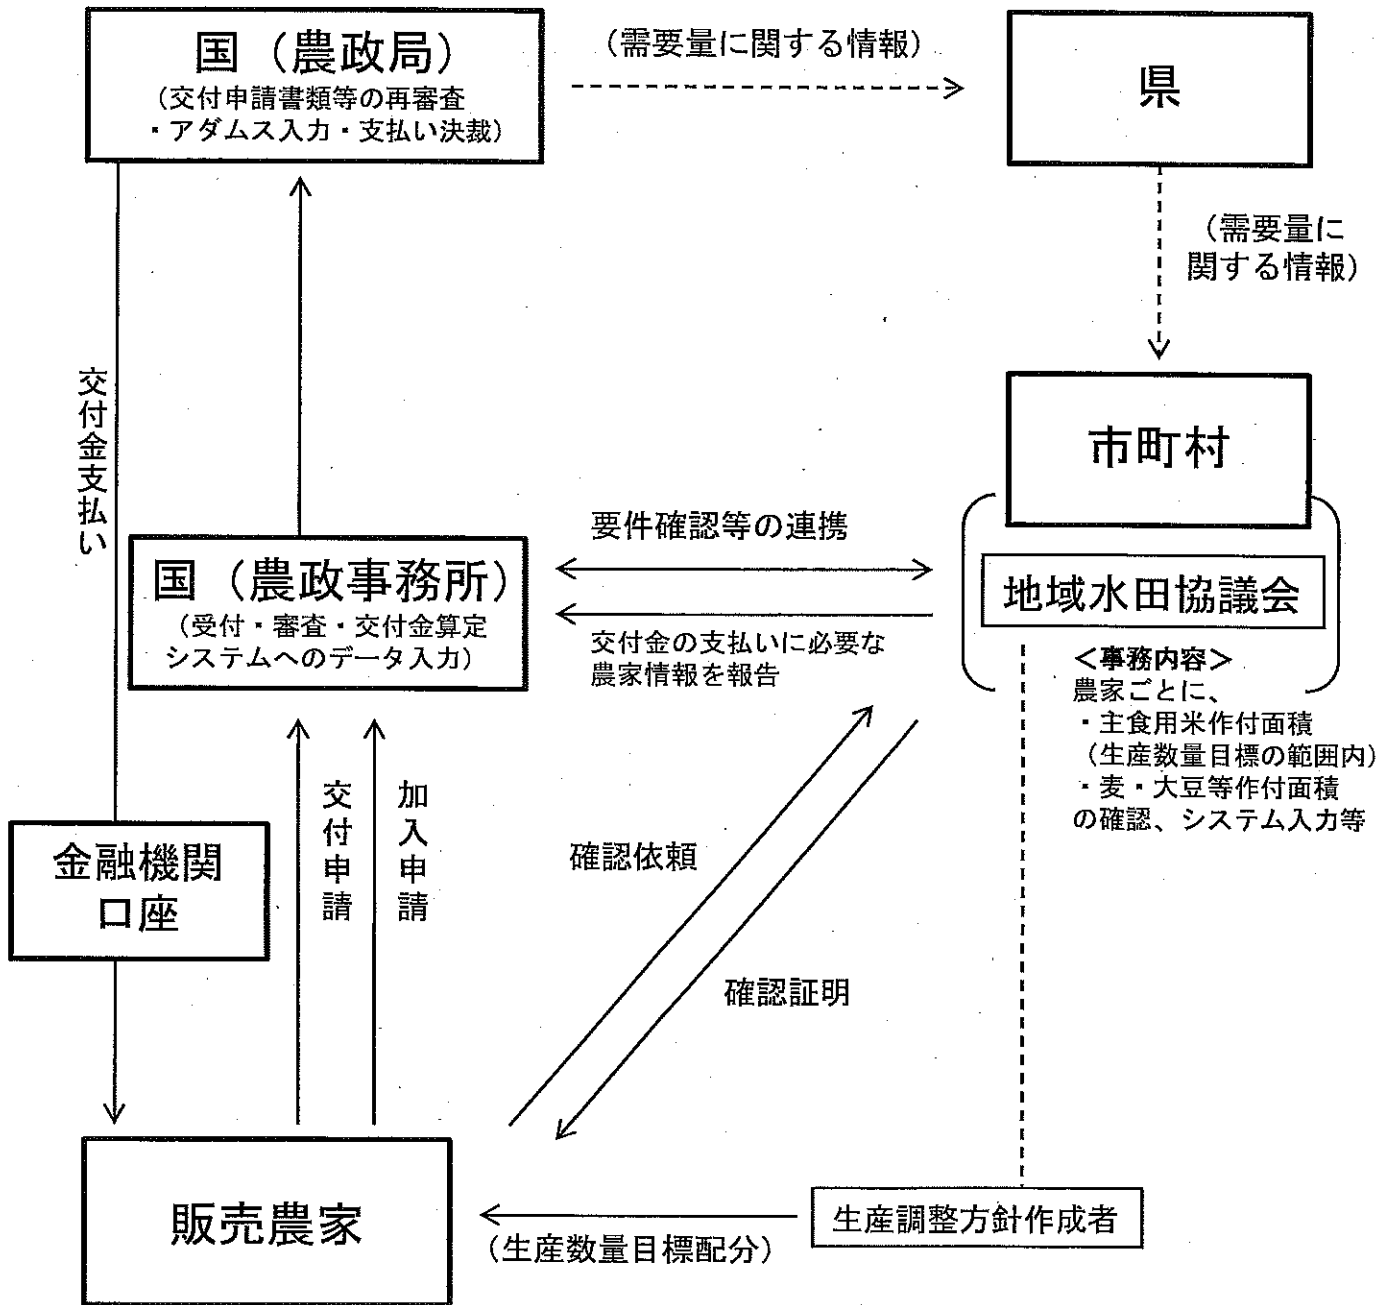 国（農政局）
（交付申請書類等の再審査
・アダムス入力・支払い決裁）
（需要量に関する情報）
県
（需要量に
関する情報）
交付金支払い
市町村
要件確認等の連携
国（農政事務所）
（受付・審査・交付金算定
システムへのデータ入力）
地域水田協議会
交付金の支払いに必要な
農家情報を報告
＜事務内容＞
農家ごとに、
・主食用米作付面積
（生産数量目標の範囲内）
・麦・大豆等作付面積
の確認、システム入力等
交付申請
加入申請
金融機関
口座
確認依頼
確認証明
販売農家
生産調整方針作成者
（生産数量目標配分）